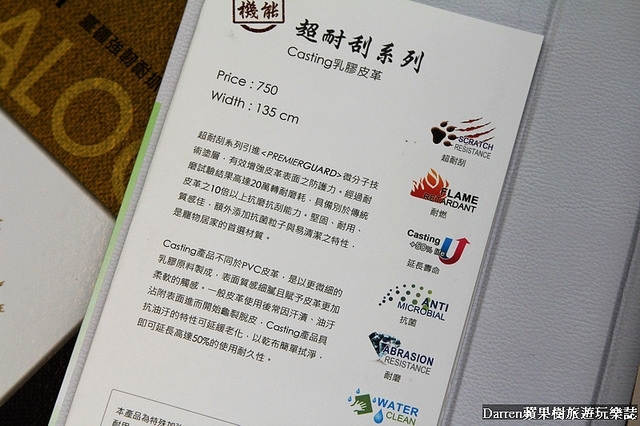 機能
超耐刮系列
Casting乳膠皮革
Price : 750
Width : 135 cm
超耐刮系列引進<PREMIERGUARD>微分子技
術塗層，有效增強皮革表面之防護力。經過耐
磨試驗結果高達20萬轉耐磨耗，具備別於傳統
皮革之10倍以上抗磨抗刮能力。堅固、耐用、
質感佳，額外添加抗菌粒子與易清潔之特性，
是寵物居家的首選材質。
Casting產品不同於PVC皮革，是以更微細的
乳膠原料製成，表面質感細膩且賦予皮革更加
柔軟的觸感。一般皮革使用後常因汗漬、油汙
沾附表面進而開始龜裂脫皮，Casting產品具
抗油汙的特性可延緩老化，以乾布簡單拭淨，
即可延長高達50%的使用耐久性。
SCRATCH
RESISTANCE
超耐刮
FLAME
RETARDANT
耐燃
Casting
+50%
延長壽命
ANTI
MICROBIAL
抗菌
ABRASION
RESISTANCE
耐磨
WATER
CLEAN
本產品為特殊加
Darren蘋果樹旅遊玩樂誌